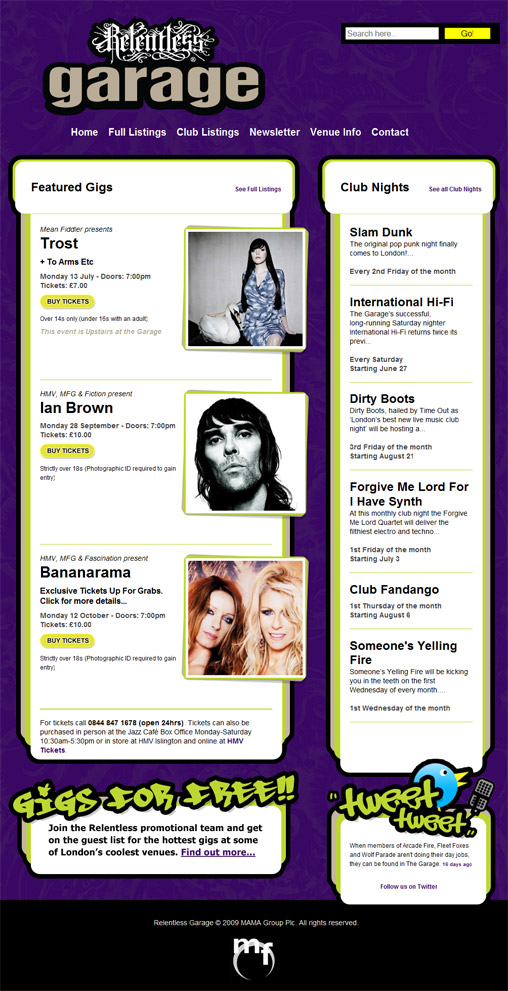 Relentless®
garage
Search here...
Go!
Home Full Listings Club Listings Newsletter Venue Info Contact
Featured Gigs
See Full Listings
Mean Fiddler presents
Trost
+ To Arms Etc
Monday 13 July - Doors: 7:00pm
Tickets: £7.00
BUY TICKETS
Over 14s only (under 16s with an adult)
This event is Upstairs at the Garage
HMV, MFG & Fiction present
Ian Brown
Monday 28 September - Doors: 7:00pm
Tickets: £10.00
BUY TICKETS
Strictly over 18s (Photographic ID required to gain
entry)
HMV, MFG & Fascination present
Bananarama
Exclusive Tickets Up For Grabs.
Click for more details...
Monday 12 October - Doors: 7:00pm
Tickets: £10.00
BUY TICKETS
Strictly over 18s (Photographic ID required to gain
entry)
For tickets call 0844 847 1678 (open 24hrs) Tickets can also be
purchased in person at the Jazz Café Box Office Monday-Saturday
10:30am-5:30pm or in store at HMV Islington and online at HMV
Tickets.
Club Nights
See all Club Nights
Slam Dunk
The original pop punk night finally
comes to London!...
Every 2nd Friday of the month
International Hi-Fi
The Garage's successful,
long-running Saturday nighter
International Hi-Fi returns twice its
previ...
Every Saturday
Starting June 27
Dirty Boots
Dirty Boots, hailed by Time Out as
'London's best new live music club
night' will be hosting a...
3rd Friday of the month
Starting August 21
Forgive Me Lord For
I Have Synth
At this monthly club night the Forgive
Me Lord Quartet will deliver the
filthiest electro and techno...
1st Friday of the month
Starting July 3
Club Fandango
1st Thursday of the month
Starting August 6
Someone's Yelling
Fire
Someone's Yelling Fire will be kicking
you in the teeth on the first
Wednesday of every month....
1st Wednesday of the month
GIGS FOR FREE!!
Join the Relentless promotional team and get
on the guest list for the hottest gigs at some
of London's coolest venues. Find out more...
"tweet
tweet"
When members of Arcade Fire, Fleet Foxes
and Wolf Parade aren't doing their day jobs,
they can be found in The Garage. 16 days ago
Follow us on Twitter
Relentless Garage © 2009 MAMA Group Plc. All rights reserved.
mf